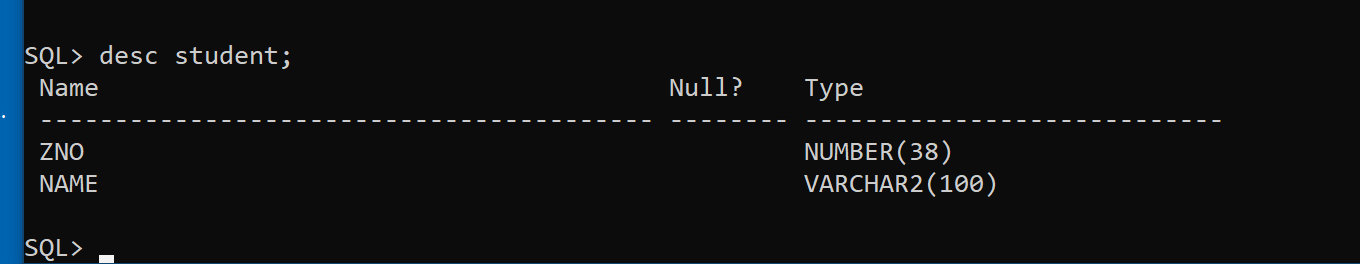 SQL> desc student;
Name Null? Type
----------------------------------------- -------- ----------------------------
ZNO NUMBER(38)
NAME VARCHAR2(100)
SQL>